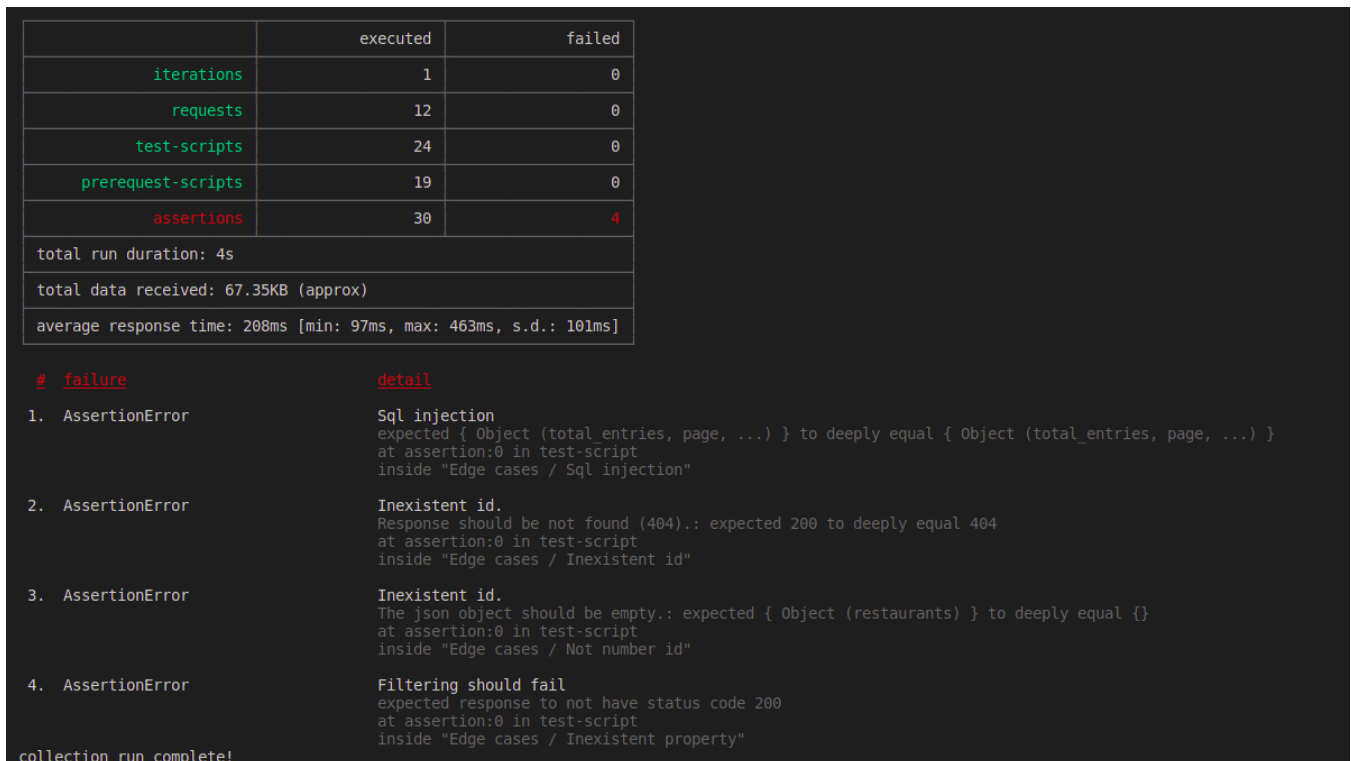 executed failed
iterations 1 0
requests 12 0
test-scripts 24 0
prerequest-scripts 19 0
assertions 30 4
total run duration: 4s
total data received: 67.35KB (approx)
average response time: 208ms [min: 97ms, max: 463ms, s.d.: 101ms]
# failure detail
1. AssertionError Sql injection
expected { Object (total_entries, page, ...) } to deeply equal { Object (total_entries, page, ...) }
at assertion:0 in test-script
inside "Edge cases / Sql injection"
2. AssertionError Inexistent id.
Response should be not found (404).: expected 200 to deeply equal 404
at assertion:0 in test-script
inside "Edge cases / Inexistent id"
3. AssertionError Inexistent id.
The json object should be empty.: expected { Object (restaurants) } to deeply equal {}
at assertion:0 in test-script
inside "Edge cases / Not number id"
4. AssertionError Filtering should fail
expected response to not have status code 200
at assertion:0 in test-script
inside "Edge cases / Inexistent property"
collection run complete!